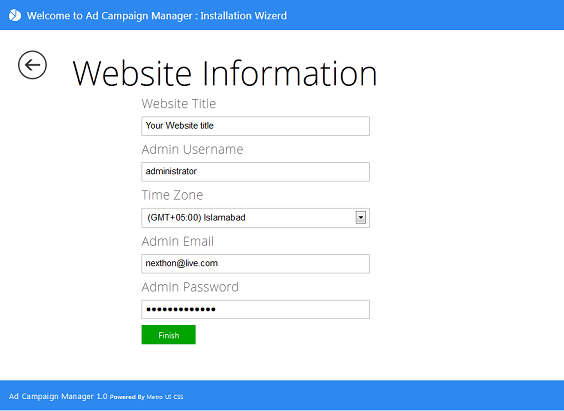 Welcome to Ad Campaign Manager : Installation Wizerd
Website Information
Website Title
Your Website title
Admin Username
administrator
Time Zone
(GMT+05:00) Islamabad
Admin Email
nexthon@live.com
Admin Password
•••••••••••••
Finish
Ad Campaign Manager 1.0 Powered By Metro UI CSS